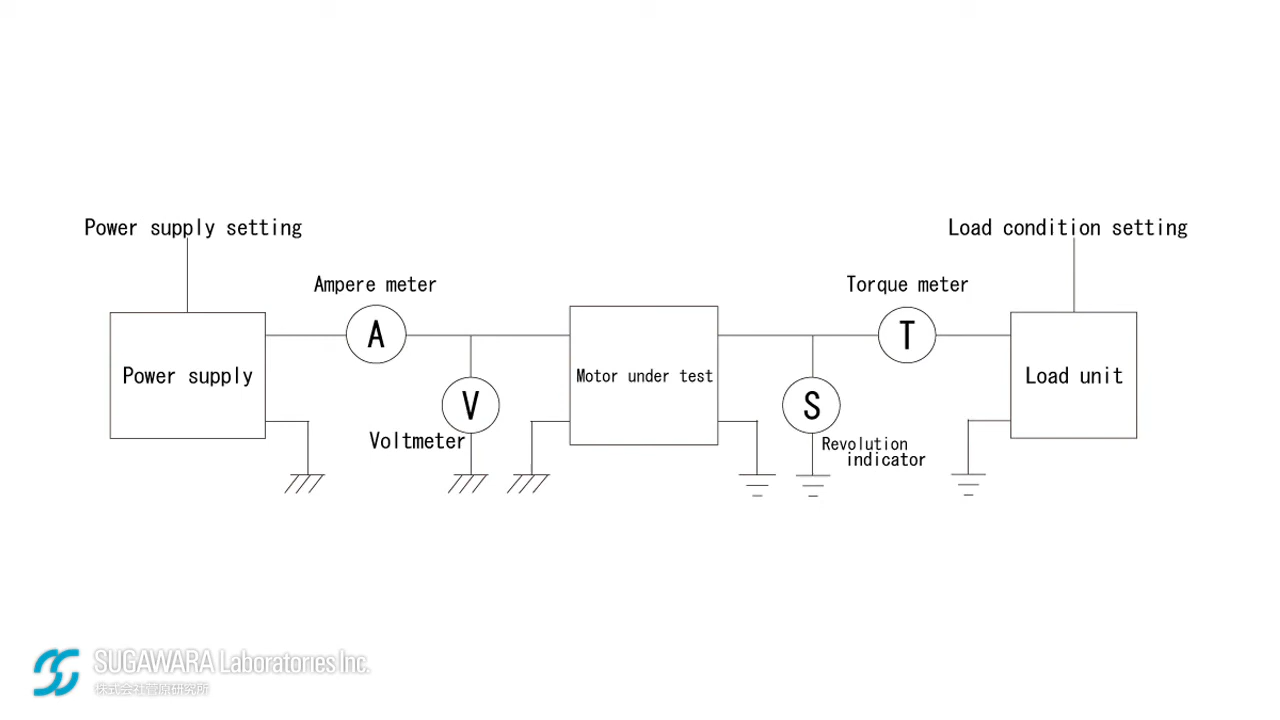 Power supply setting
Load condition setting
Ampere meter
Torque meter
A
T
Power supply
Motor under test
Load unit
V
S
Voltmeter
Revolution
indicator
SUGAWARA Laboratories Inc.
株式会社菅原研究所